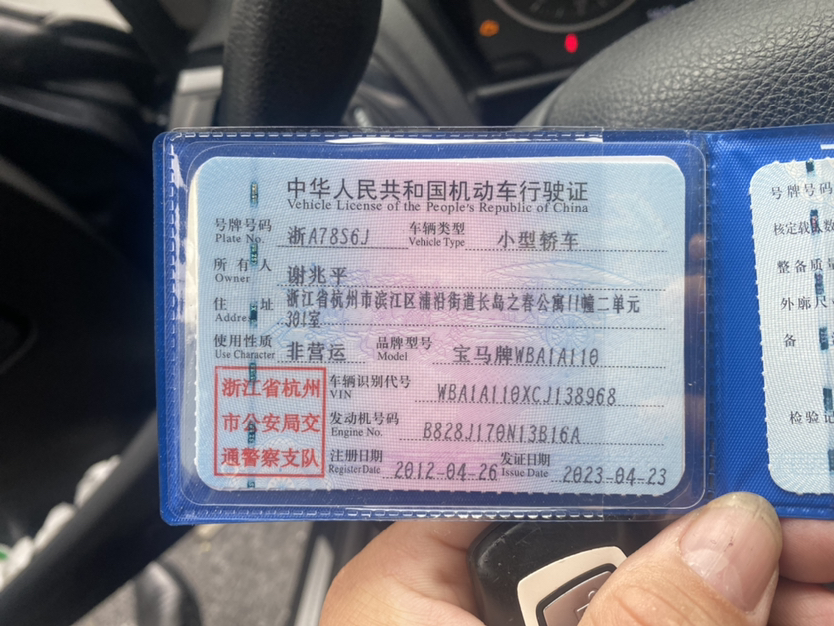 中华人民共和国机动车行驶证
Vehicle License of the People's Republic of China
号牌号码 浙A78S6J 车辆类型 小型轿车
Plate No. Vehicle Type
所有人 谢兆平
Owner
住址 浙江省杭州市滨江区浦沿街道长岛之春公寓11幢二单元
Address 301室
使用性质 非营运 品牌型号 宝马牌WBA1A110
Use Character Model
浙江省杭州
市公安局交
通警察支队
车辆识别代号 WBA1A110XCJ138968
VIN
发动机号码 B828J170N13B16A
Engine No.
注册日期 2012-04-26 发证日期 2023-04-23
Register Date Issue Date
号牌号码
核定载人数
整备质量
外廓尺
备
检验记